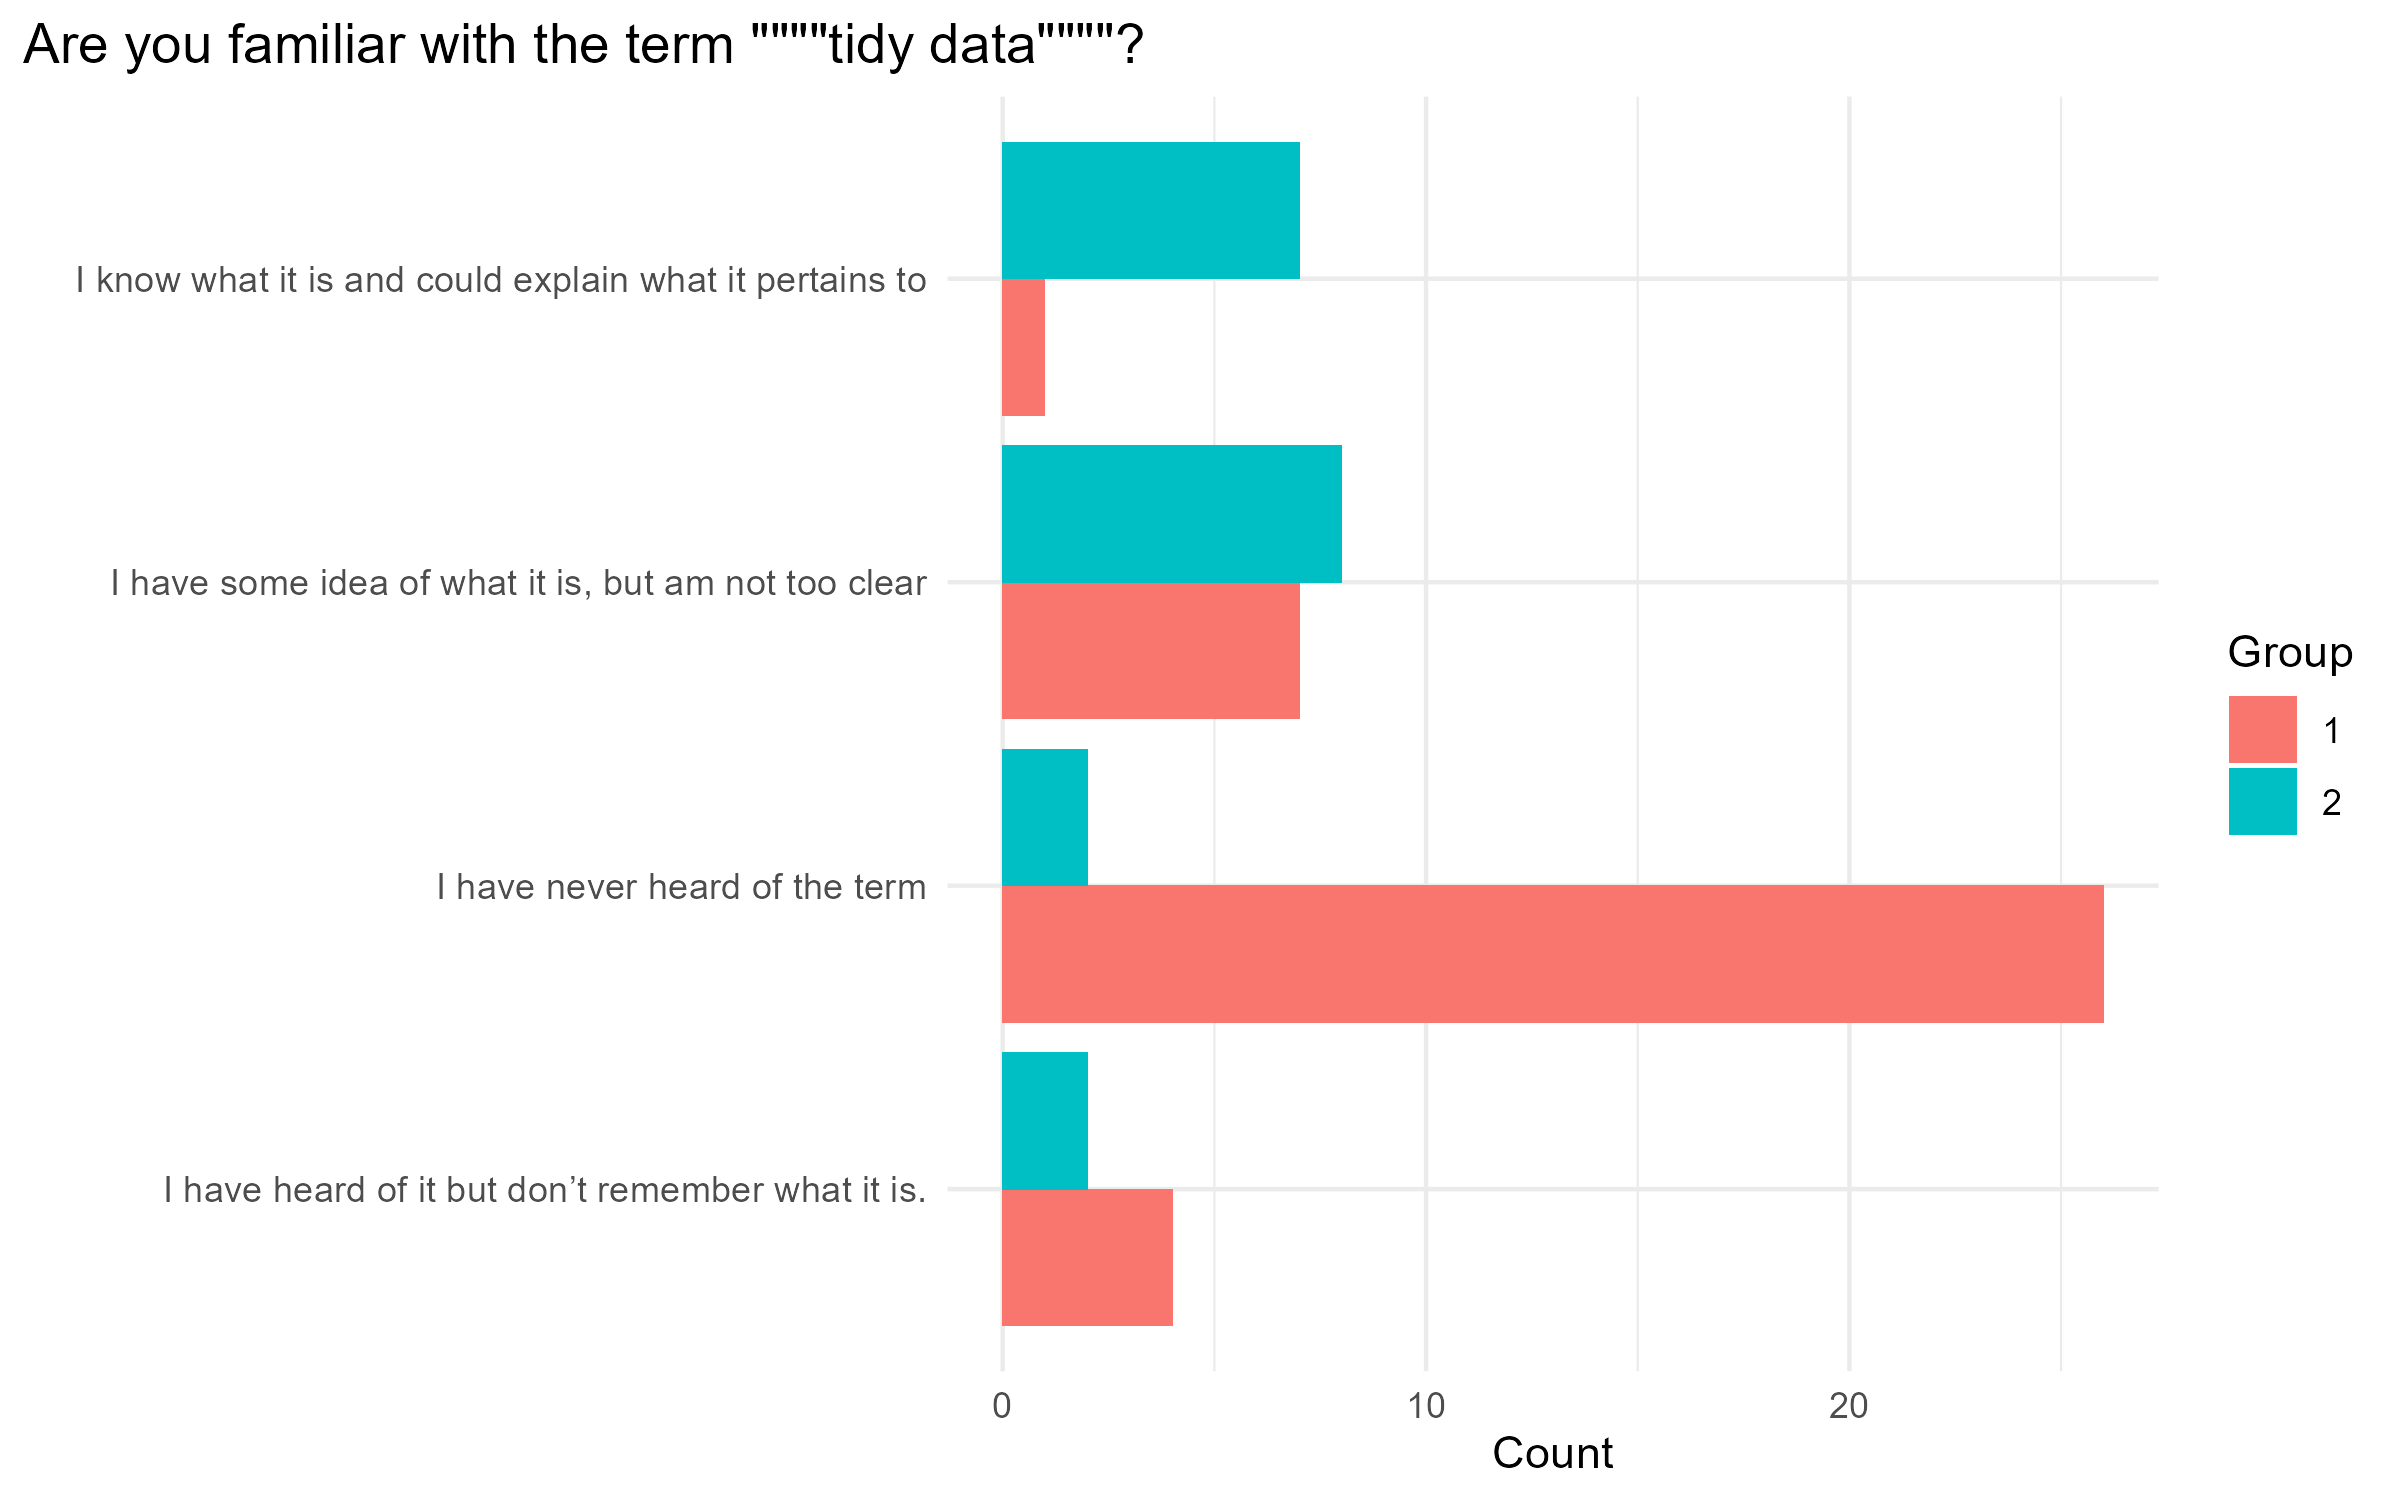 Are you familiar with the term """"tidy data""""?
I know what it is and could explain what it pertains to
I have some idea of what it is, but am not too clear
I have never heard of the term
I have heard of it but don’t remember what it is.
0
10
20
Count
Group
1
2